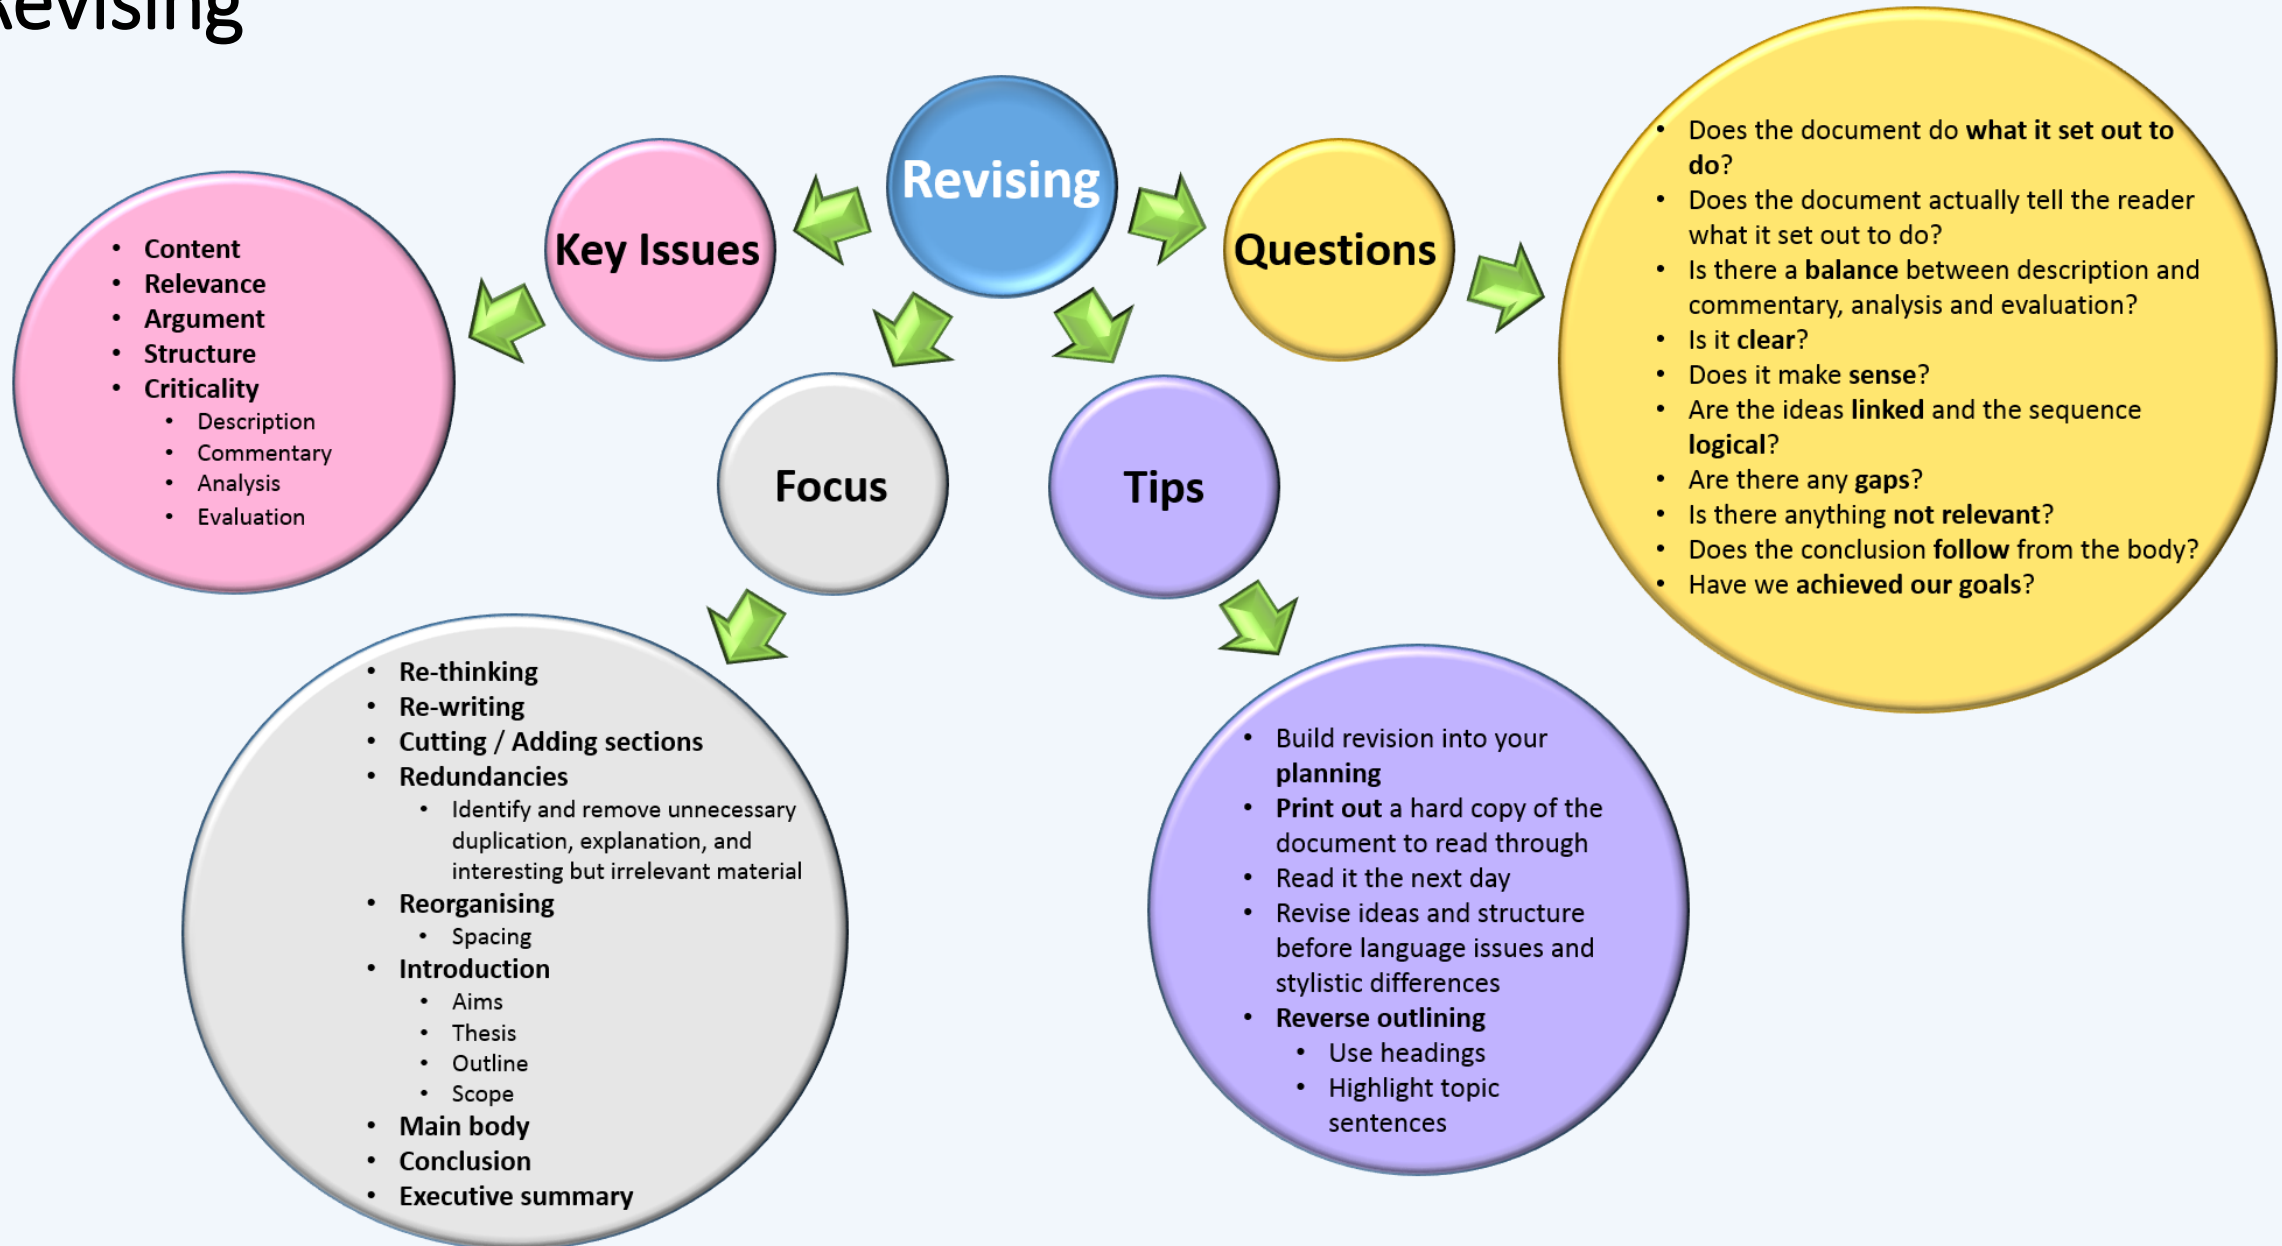 Revising
Revising
Key Issues
• Content
• Relevance
• Argument
• Structure
• Criticality
• Description
• Commentary
• Analysis
• Evaluation
Focus
• Re-thinking
• Re-writing
• Cutting / Adding sections
• Redundancies
• Identify and remove unnecessary
duplication, explanation, and
interesting but irrelevant material
• Reorganising
• Spacing
• Introduction
• Aims
• Thesis
• Outline
• Scope
• Main body
• Conclusion
• Executive summary
Tips
• Build revision into your
planning
• Print out a hard copy of the
document to read through
• Read it the next day
• Revise ideas and structure
before language issues and
stylistic differences
• Reverse outlining
• Use headings
• Highlight topic
sentences
Questions
• Does the document do what it set out to
do?
• Does the document actually tell the reader
what it set out to do?
• Is there a balance between description and
commentary, analysis and evaluation?
• Is it clear?
• Does it make sense?
• Are the ideas linked and the sequence
logical?
• Are there any gaps?
• Is there anything not relevant?
• Does the conclusion follow from the body?
• Have we achieved our goals?